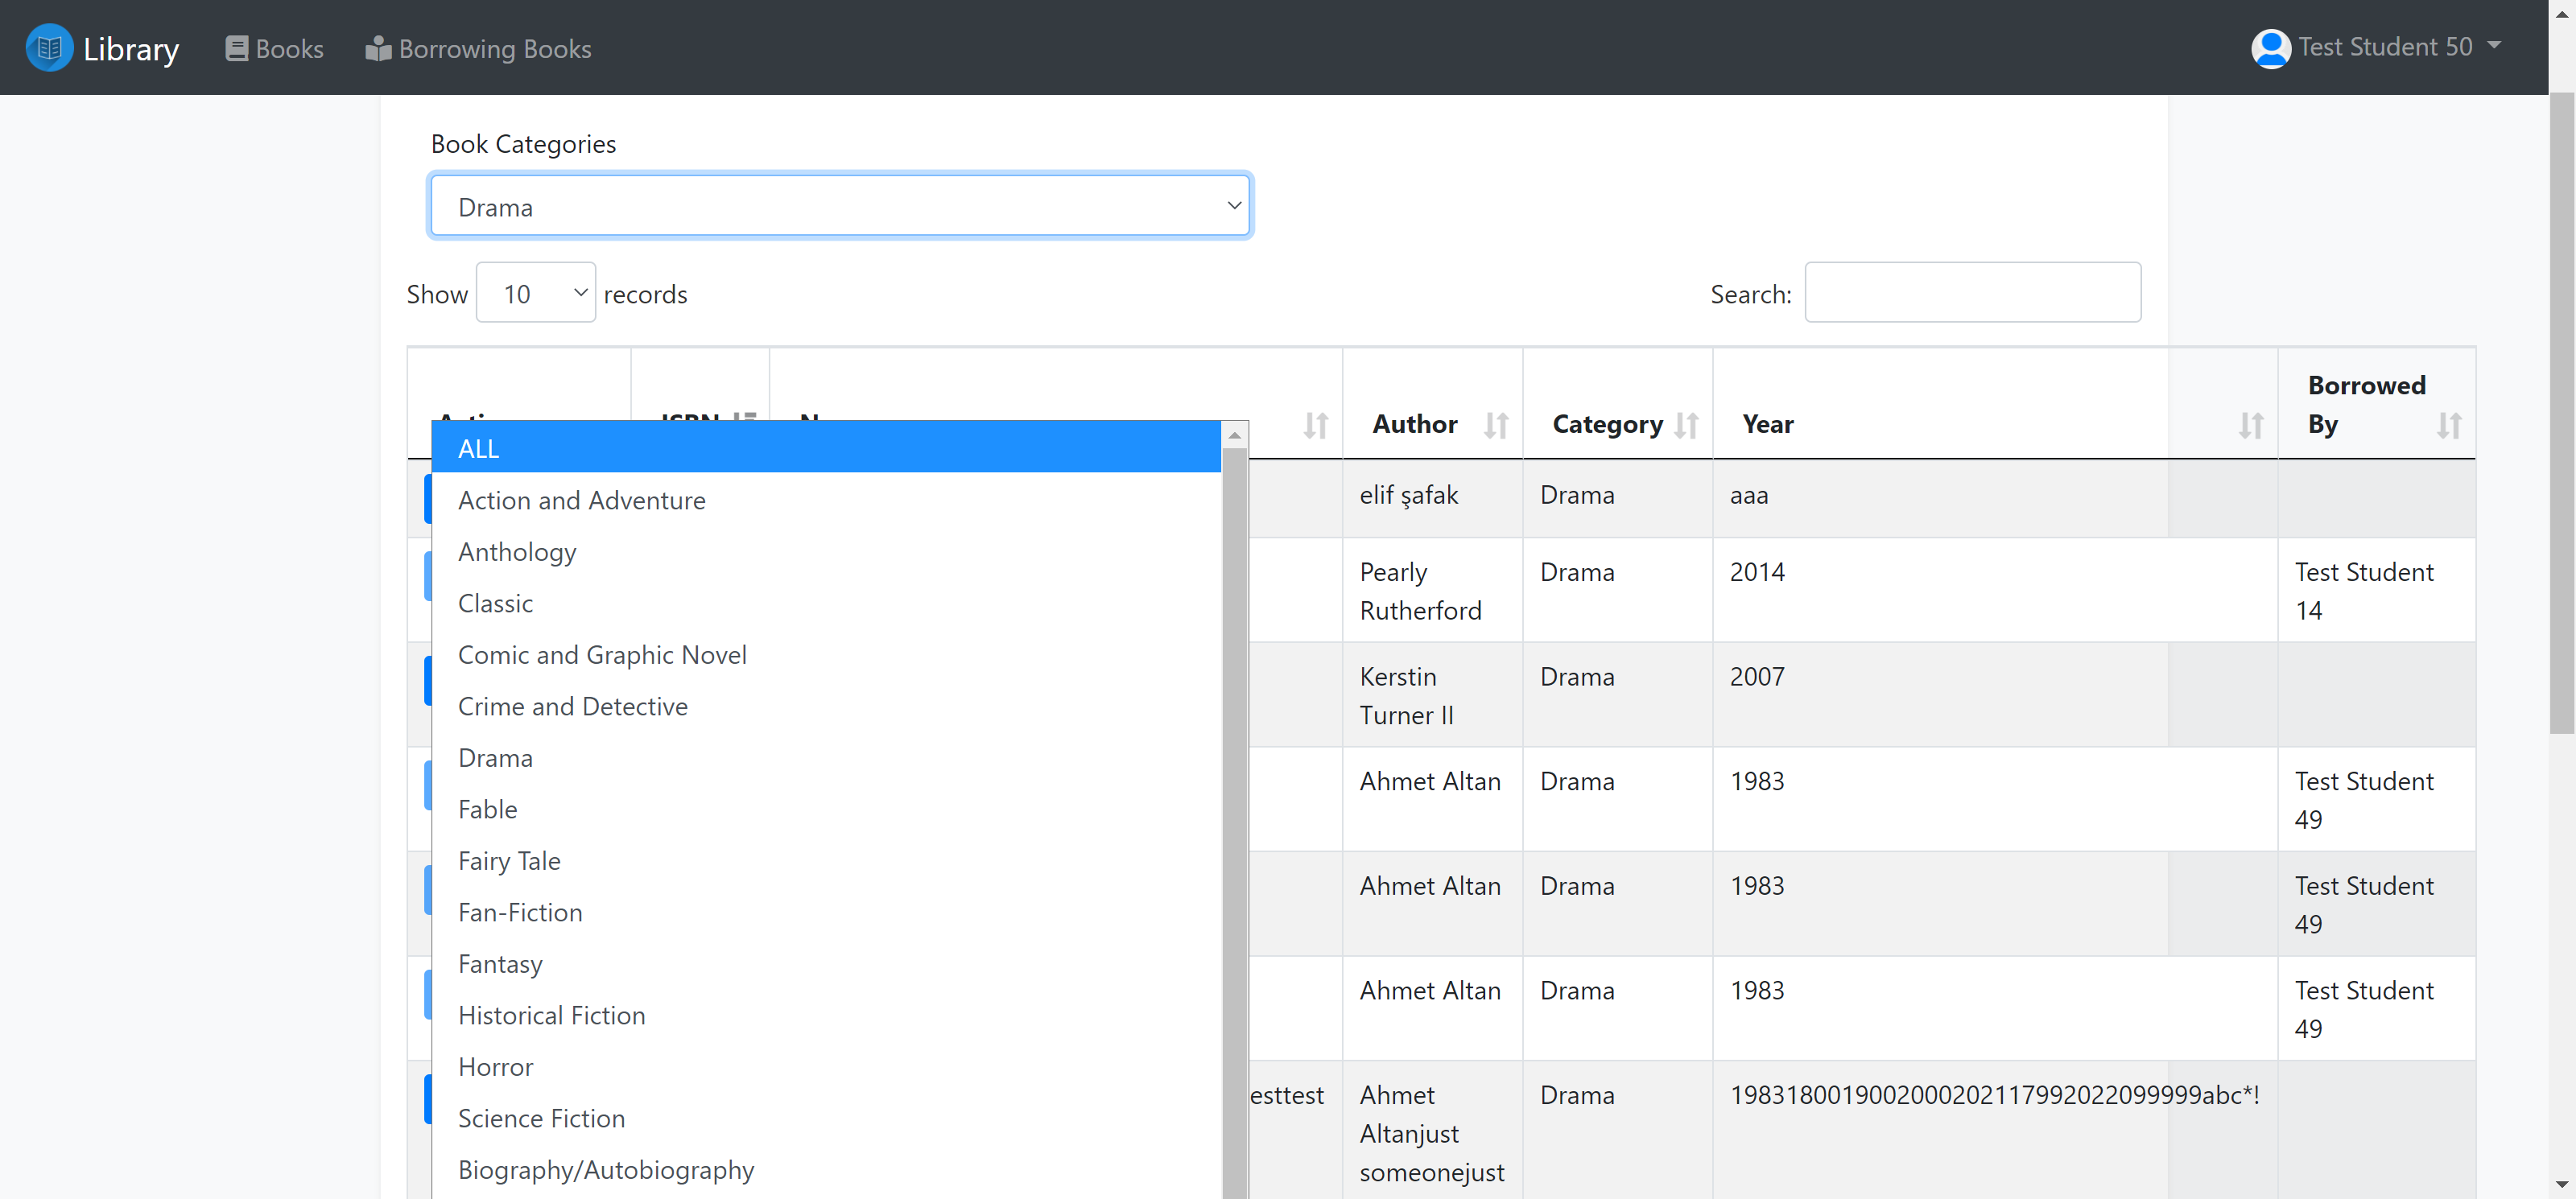 Library Books Borrowing Books Test Student 50
Book Categories
Drama
Show 10 records Search:
Borrowed
ISBN Author Category Year By
ALL
Action and Adventure
Anthology
Classic
Comic and Graphic Novel
Crime and Detective
Drama
Fable
Fairy Tale
Fan-Fiction
Fantasy
Historical Fiction
Horror
Science Fiction
Biography/Autobiography
elif şafak Drama aaa
Pearly Drama 2014 Test Student
Rutherford 14
Kerstin Drama 2007
Turner II
Ahmet Altan Drama 1983 Test Student
49
Ahmet Altan Drama 1983 Test Student
49
Ahmet Altan Drama 1983 Test Student
49
esttest Ahmet Drama 198318001900200020211799202209​9999abc*!
Altanjust
someonejust